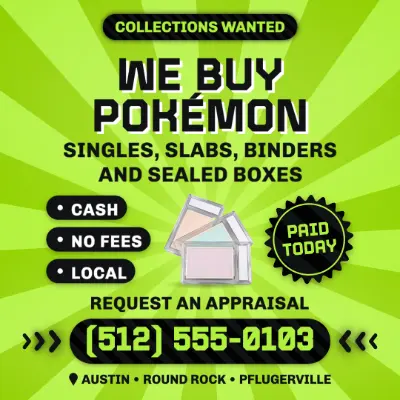 COLLECTIONS WANTED
WE BUY
POKÉMON
SINGLES, SLABS, BINDERS
AND SEALED BOXES
• CASH
• NO FEES
• LOCAL
PAID
TODAY
REQUEST AN APPRAISAL
(512) 555-0103
AUSTIN • ROUND ROCK • PFLUGERVILLE